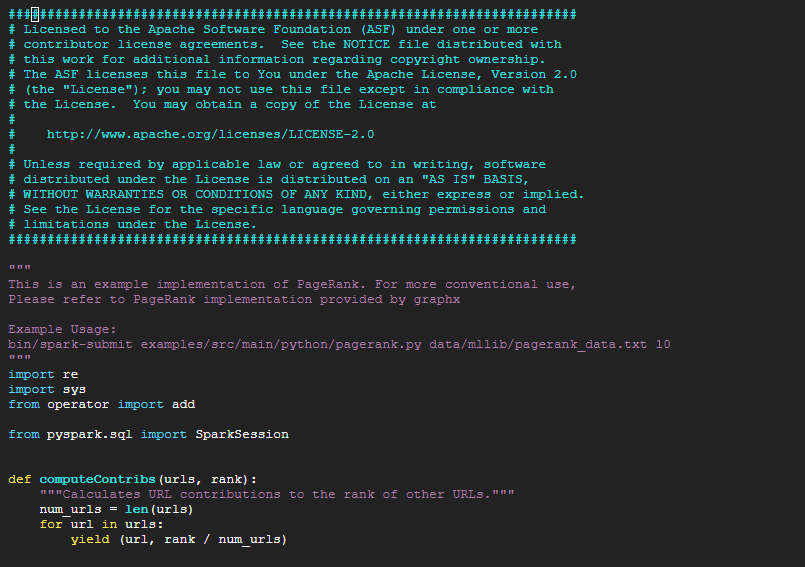 #########################################################################
# Licensed to the Apache Software Foundation (ASF) under one or more
# contributor license agreements.  See the NOTICE file distributed with
# this work for additional information regarding copyright ownership.
# The ASF licenses this file to You under the Apache License, Version 2.0
# (the "License"); you may not use this file except in compliance with
# the License.  You may obtain a copy of the License at
#
#    http://www.apache.org/licenses/LICENSE-2.0
#
# Unless required by applicable law or agreed to in writing, software
# distributed under the License is distributed on an "AS IS" BASIS,
# WITHOUT WARRANTIES OR CONDITIONS OF ANY KIND, either express or implied.
# See the License for the specific language governing permissions and
# limitations under the License.
#########################################################################

"""
This is an example implementation of PageRank. For more conventional use,
Please refer to PageRank implementation provided by graphx

Example Usage:
bin/spark-submit examples/src/main/python/pagerank.py data/mllib/pagerank_data.txt 10
"""
import re
import sys
from operator import add

from pyspark.sql import SparkSession


def computeContribs(urls, rank):
    """Calculates URL contributions to the rank of other URLs."""
    num_urls = len(urls)
    for url in urls:
        yield (url, rank / num_urls)